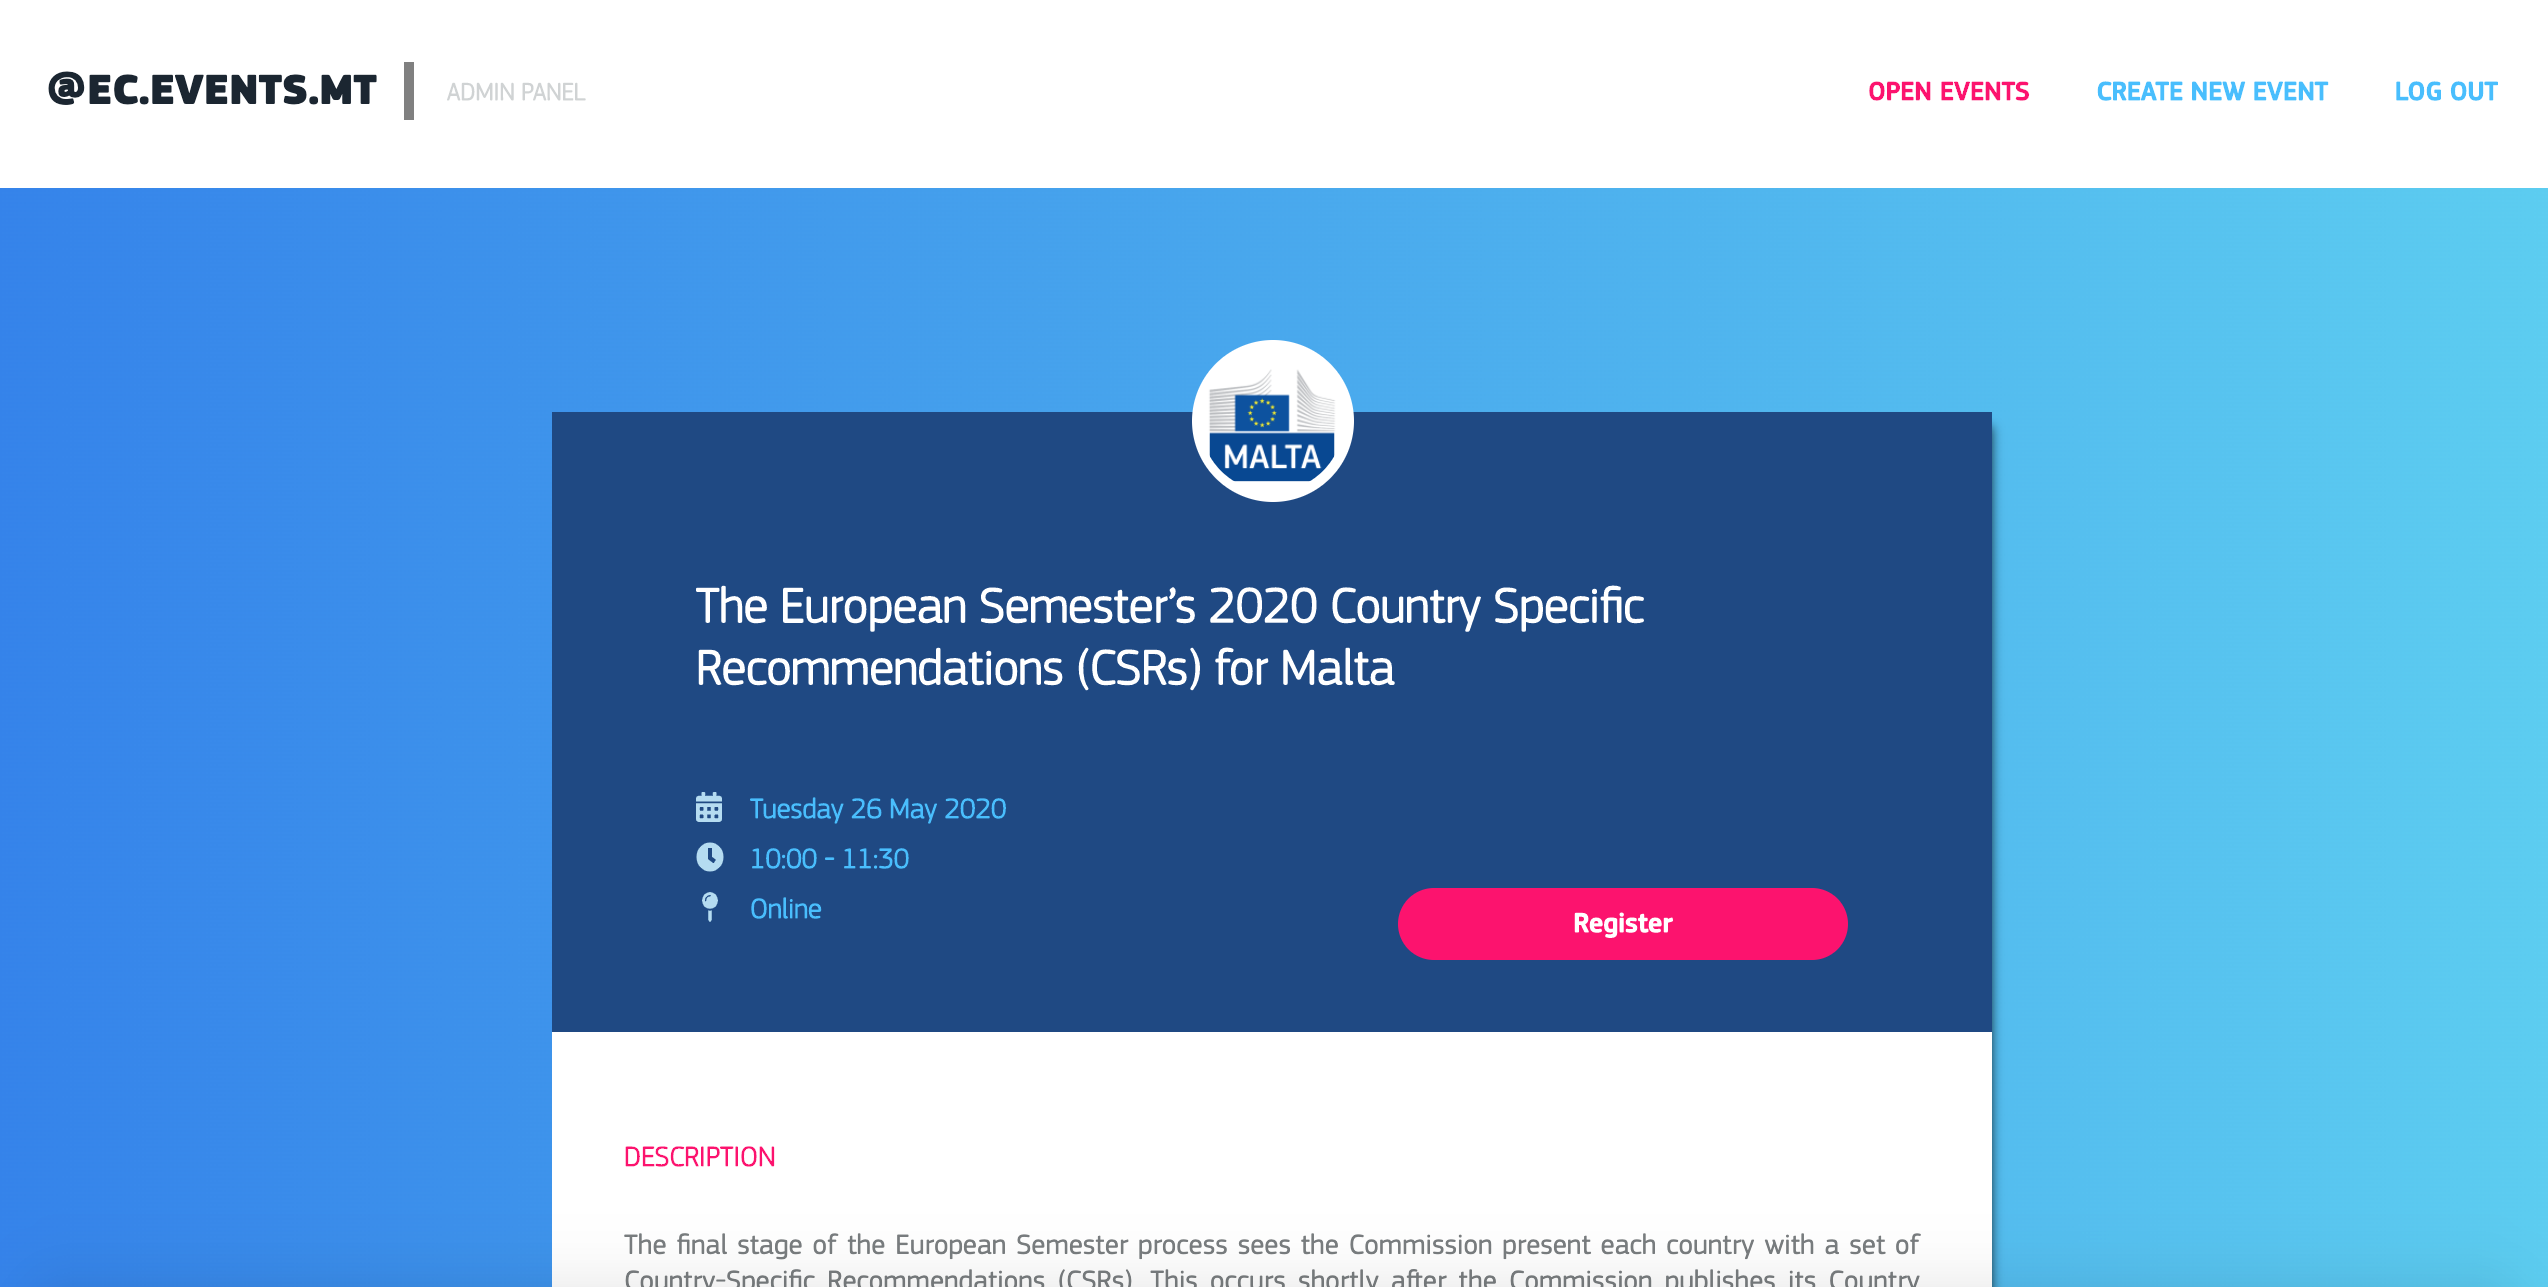 @EC.EVENTS.MT
ADMIN PANEL
OPEN EVENTS
CREATE NEW EVENT
LOG OUT
MALTA
The European Semester’s 2020 Country Specific
Recommendations (CSRs) for Malta
Tuesday 26 May 2020
10:00 - 11:30
Online
Register
DESCRIPTION
The final stage of the European Semester process sees the Commission present each country with a set of
Country-Specific Recommendations (CSRs). This occurs shortly after the Commission publishes its Country